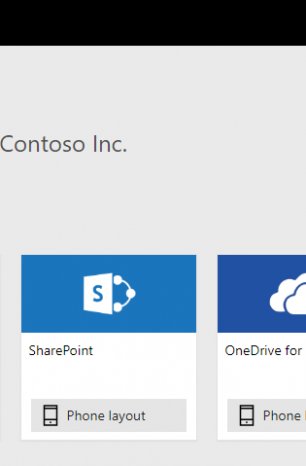 Contoso Inc.
S
SharePoint
OneDrive for
Phone layout
Phone